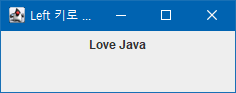 Left 키로 ...
Love Java